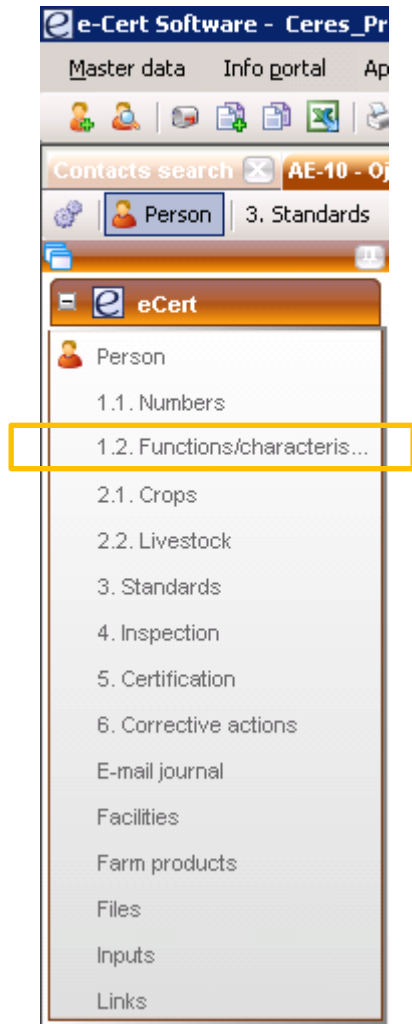 e-Cert Software - Ceres_Pr
Master data Info portal Ap
Contacts search AE-10 - Oj
Person 3. Standards
eCert
Person
1.1. Numbers
1.2. Functions/characteris...
2.1. Crops
2.2. Livestock
3. Standards
4. Inspection
5. Certification
6. Corrective actions
E-mail journal
Facilities
Farm products
Files
Inputs
Links